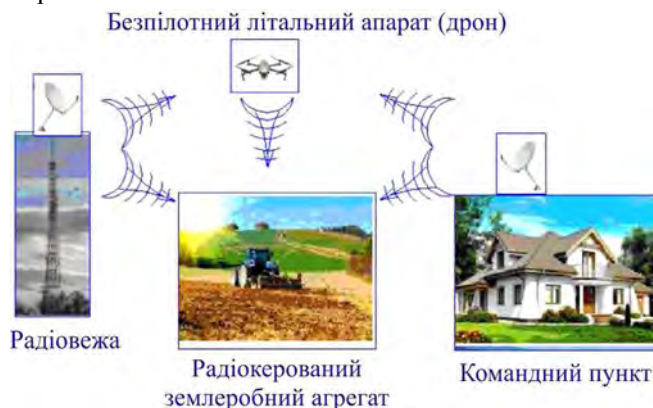 Безпілотний літальний апарат (дрон)
Радіовежа
Радіокерований
землеробний агрегат
Командний пункт